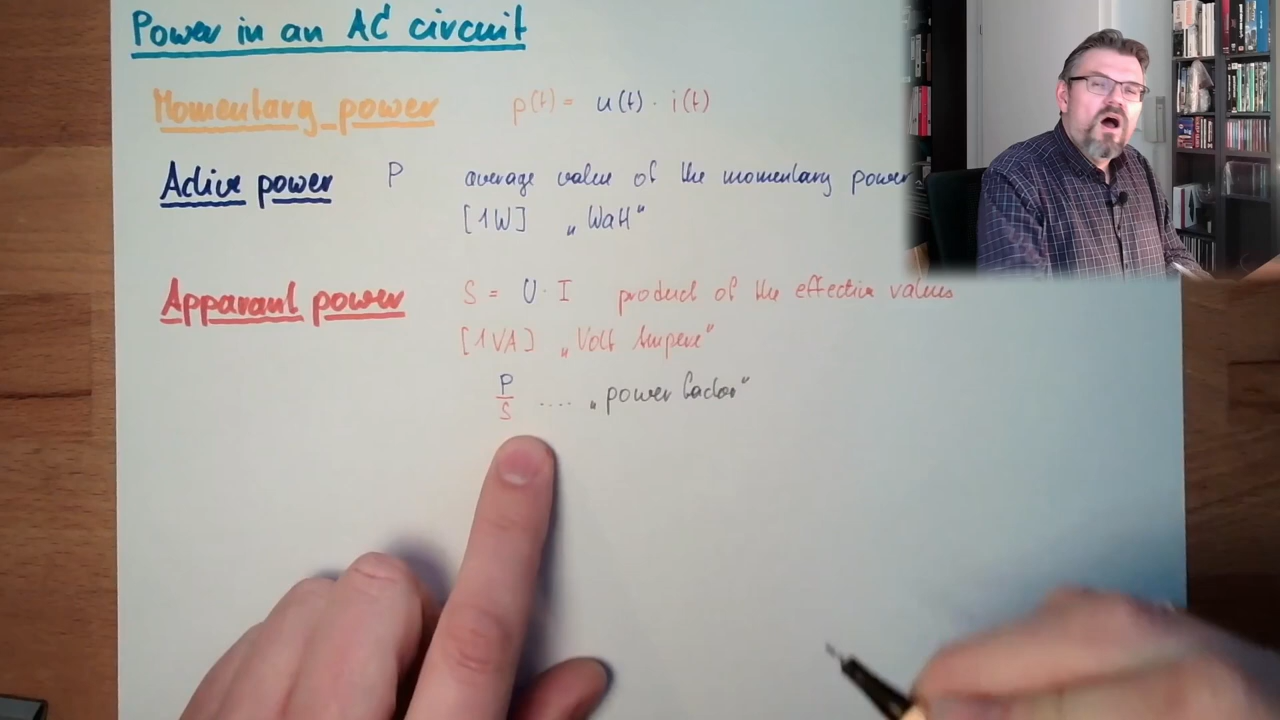 Power in an AC circuit
Momentary power p(t) = u(t) · i(t)
Active power P average value of the momentary power
[1W] „Watt"
Apparant power S = U · I product of the effective values
[1VA] „Volt Ampere"
P/S .... „power factor"